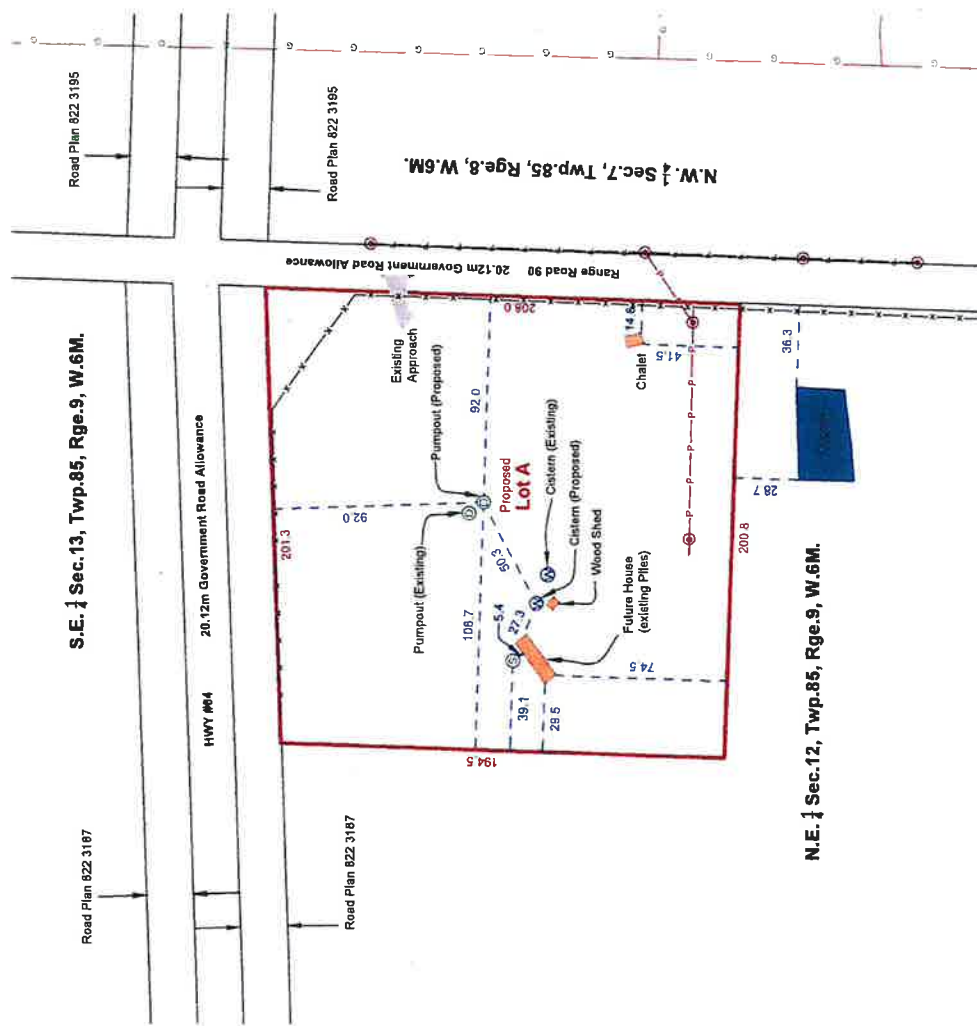 Road Plan 822 3195
Road Plan 822 3195
N.W. ¼ Sec.7, Twp.85, Rge.8, W.6M.
S.E. ¼ Sec.13, Twp.85, Rge.9, W.6M.
HWY #64
20.12m Government Road Allowance
Range Road 90
20.12m Government Road Allowance
Road Plan 822 3187
Road Plan 822 3187
201.3
208.0
200.8
194.5
Existing
Approach
Pumpout (Proposed)
Pumpout (Existing)
Proposed
Lot A
92.0
92.0
108.7
60.3
Cistern (Existing)
Cistern (Proposed)
Wood Shed
Future House
(existing Piles)
5.4
27.3
39.1
29.5
74.5
Chalet
14.6
41.5
36.3
28.7
N.E. ¼ Sec.12, Twp.85, Rge.9, W.6M.
G G G G G G G G G G
D
D
W
W
S
X X X X X
P P P P P